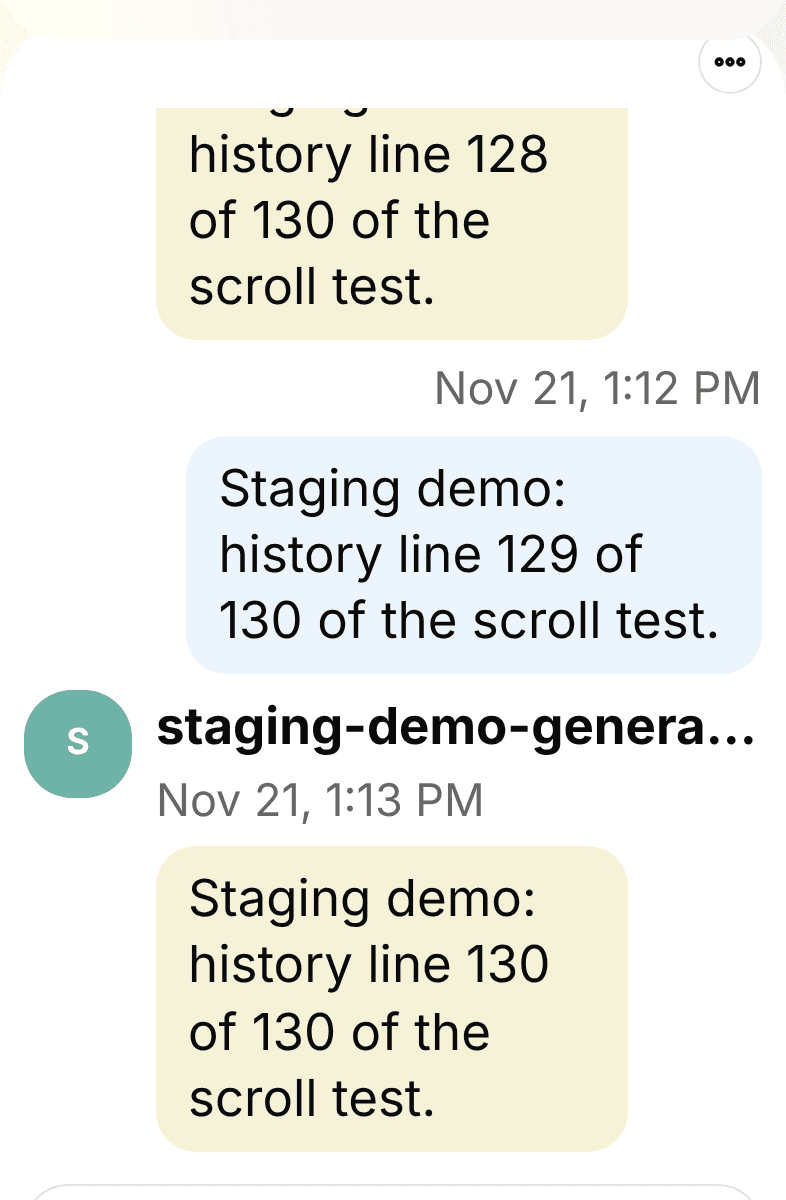 history line 128
of 130 of the
scroll test.
Nov 21, 1:12 PM
Staging demo:
history line 129 of
130 of the scroll test.
S
staging-demo-genera...
Nov 21, 1:13 PM
Staging demo:
history line 130
of 130 of the
scroll test.